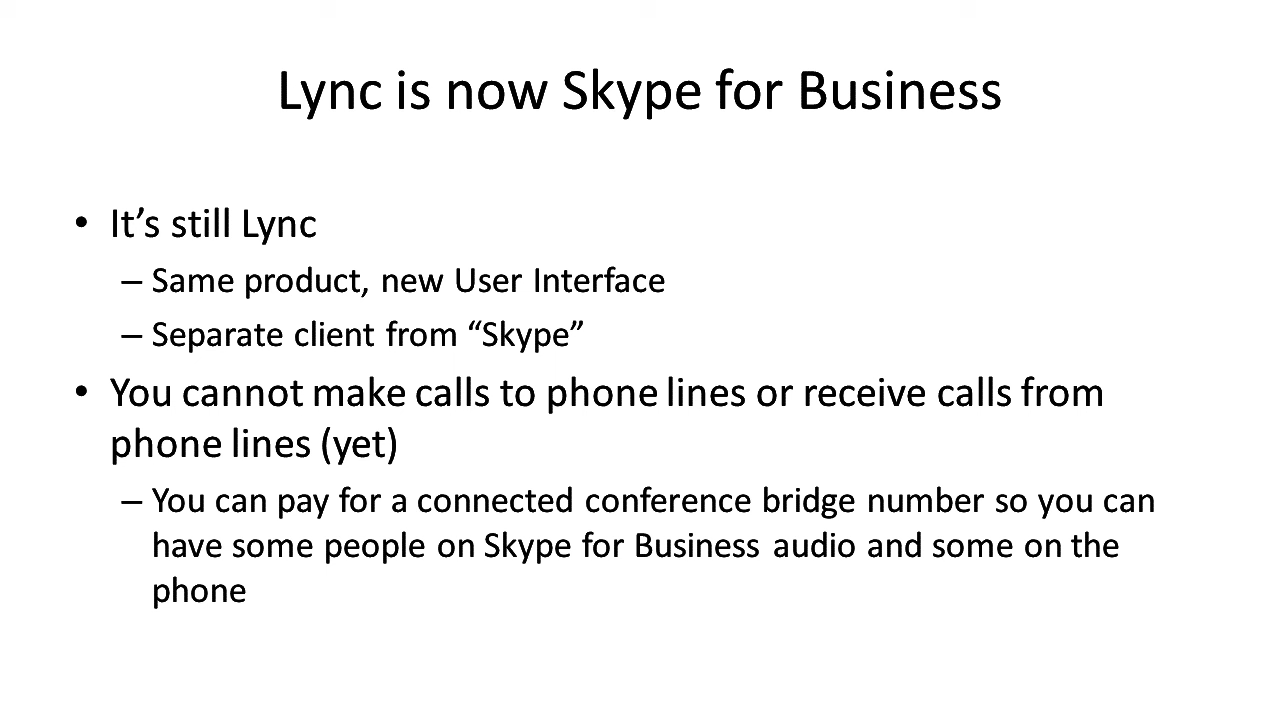 Lync is now Skype for Business
• It’s still Lync
– Same product, new User Interface
– Separate client from “Skype”
• You cannot make calls to phone lines or receive calls from
phone lines (yet)
– You can pay for a connected conference bridge number so you can
have some people on Skype for Business audio and some on the
phone